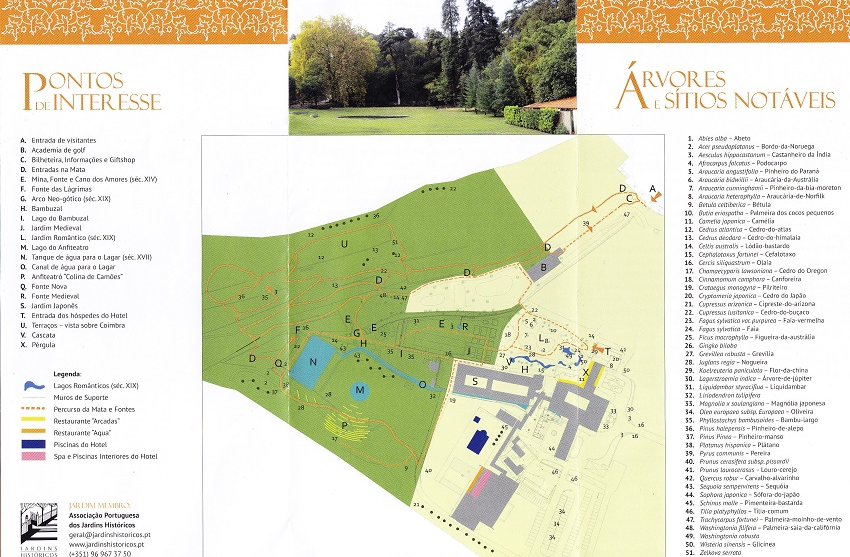 PONTOS
DE INTERESSE
A. Entrada de visitantes
B. Academia de golf
C. Bilheteira, Informações e Giftshop
D. Entradas na Mata
E. Mina, Fonte e Cano dos Amores (séc. XIV)
F. Fonte das Lágrimas
G. Arco Neo-gótico (séc. XIX)
H. Bambuzal
I. Lago do Bambuzal
J. Jardim Medieval
L. Jardim Romântico (séc. XIX)
M. Lago do Anfiteatro
N. Tanque de água para o Lagar (séc. XVII)
O. Canal de água para o Lagar
P. Anfiteatrô "Colina de Camões"
Q. Fonte Nova
R. Fonte Medieval
S. Jardim Japonês
T. Entrada dos hóspedes do Hotel
U. Terraços – vista sobre Coimbra
V. Cascata
X. Pérgula
Legenda:
Lagos Românticos (séc. XIX)
Muros de Suporte
Percurso da Mata e Fontes
Restaurante "Arcadas"
Restaurante "Aqua"
Piscinas do Hotel
Spa e Piscinas Interiores do Hotel
JARDINS
HISTÓRICOS
JARDIM MEMBRO:
Associação Portuguesa
dos Jardins Históricos
geral@jardinshistoricos.pt
www.jardinshistoricos.pt
(+351) 96 967 37 50
ÁRVORES
E SÍTIOS NOTÁVEIS
1. Abies alba – Abeto
2. Acer pseudoplatanus – Bordo-da-Noruega
3. Aesculus hippocastanum – Castanheiro da Índia
4. Afrocarpus falcatus – Podocarpo
5. Araucaria angustifolia – Pinheiro do Paraná
6. Araucaria bidwillii – Araucária-da-Austrália
7. Araucaria cunninghamii – Pinheiro-da-bia-moreton
8. Araucaria heterophylla – Araucária-de-Norfilk
9. Betula celtiberica – Bétula
10. Butia eriospatha – Palmeira dos cocos pequenos
11. Camelia japonica – Camélia
12. Cedrus atlantica – Cedro-do-atlas
13. Cedrus deodara – Cedro-do-himalaia
14. Celtis australis – Lódão-bastardo
15. Cephalotaxus fortunei – Cefalotaxo
16. Cercis siliquastrum – Olaia
17. Chamaecyparis lawsoniana – Cedro do Oregon
18. Cinnamomum camphora – Canforeira
19. Crataegus monogyna – Pilriteiro
20. Cryptomeria japonica – Cedro do Japão
21. Cupressus arizonica – Cipreste-do-arizona
22. Cupressus lusitanica – Cedro-do-buçaco
23. Fagus sylvatica var. purpurea – Faia-vermelha
24. Fagus sylvatica – Faia
25. Ficus macrophylla – Figueira-da-austrália
26. Gingko biloba
27. Grevillea robusta – Grevília
28. Juglans regia – Nogueira
29. Koelreuteria paniculata – Flor-da-china
30. Lagerstroemia indica – Árvore-de-júpiter
31. Liquidambar styraciflua – Liquidambar
32. Liriodendron tulipifera
33. Magnolia x soulangiana – Magnólia japonesa
34. Olea europaea subsp. Europaea – Oliveira
35. Phyllostachys bambusoides – Bambu-largo
36. Pinus halepensis – Pinheiro-de-alepo
37. Pinus Pinea – Pinheiro-manso
38. Platanus hispanica – Plátano
39. Pyrus communis – Pereira
40. Prunus cerasifera subsp. pissardii
41. Prunus laurocerasus – Louro-cerejo
42. Quercus robur – Carvalho-alvarinho
43. Sequoia sempervirens – Sequóia
44. Sophora japonica – Sófora-do-japão
45. Schinus molle – Pimenteira-bastarda
46. Tilia platyphyllos – Tília-comum
47. Trachycarpus fortunei – Palmeira-moinho-de-vento
48. Washingtonia filifera – Palmeira-saia-da-califórnia
49. Washingtonia robusta
50. Wisteria sinensis – Glicínea
51. Zelkova serrata